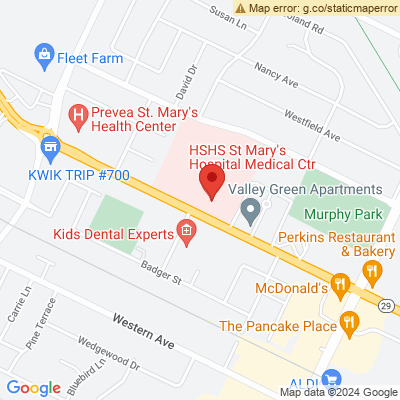 Map error: g.co/staticmaperror
Susan Ln
Roland Rd
Fleet Farm
Nancy Ave
David Dr
Westfield Ave
Prevea St. Mary's
Health Center
HSHS St Mary's
Hospital Medical Ctr
KWIK TRIP #700
Valley Green Apartments
Murphy Park
Kids Dental Experts
Perkins Restaurant
& Bakery
Badger St
McDonald's
29
Carrie Ln
Pine Terrace
Western Ave
The Pancake Place
Wedgewood Dr
Bluebird Ln
ALDI
Google
Map data ©2024 Google